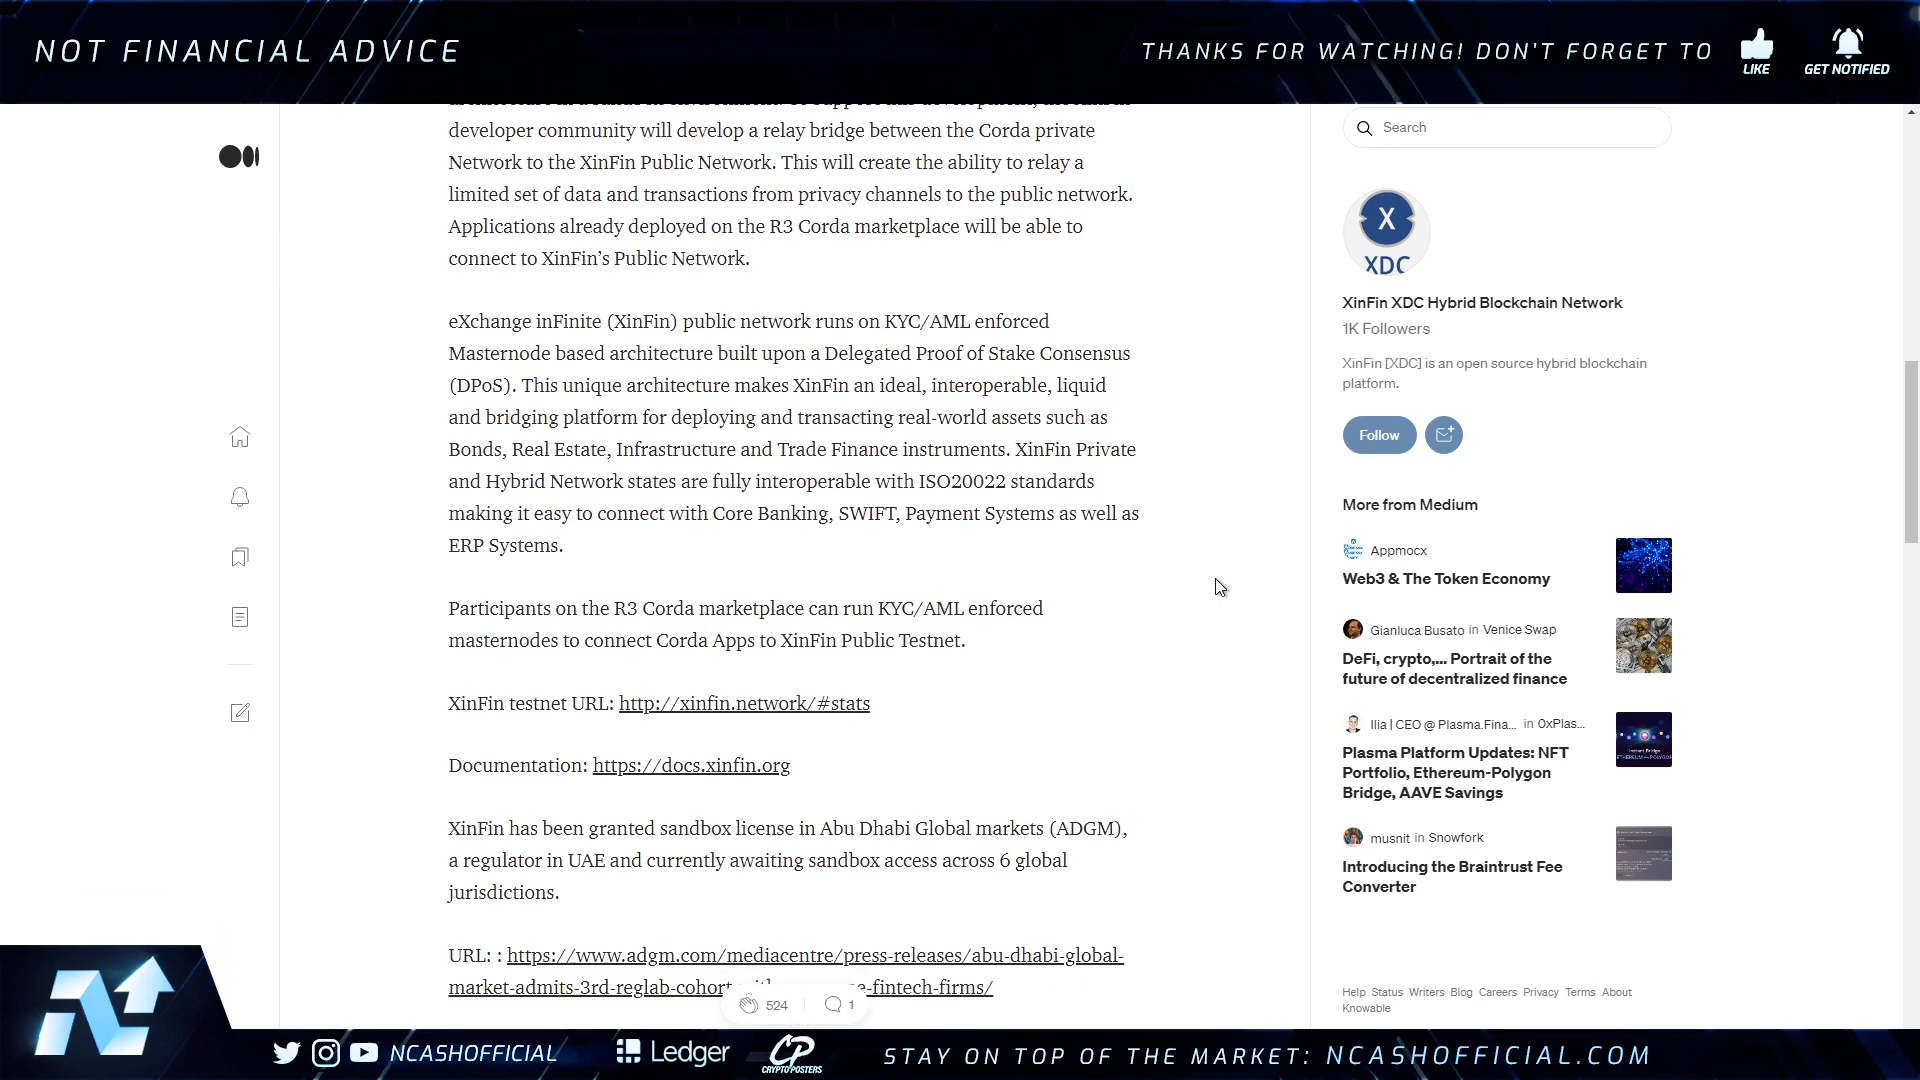 NOT FINANCIAL ADVICE
THANKS FOR WATCHING! DON'T FORGET TO
LIKE
GET NOTIFIED
developer community will develop a relay bridge between the Corda private
Network to the XinFin Public Network. This will create the ability to relay a
limited set of data and transactions from privacy channels to the public network.
Applications already deployed on the R3 Corda marketplace will be able to
connect to XinFin’s Public Network.
eXchange inFinite (XinFin) public network runs on KYC/AML enforced
Masternode based architecture built upon a Delegated Proof of Stake Consensus
(DPoS). This unique architecture makes XinFin an ideal, interoperable, liquid
and bridging platform for deploying and transacting real-world assets such as
Bonds, Real Estate, Infrastructure and Trade Finance instruments. XinFin Private
and Hybrid Network states are fully interoperable with ISO20022 standards
making it easy to connect with Core Banking, SWIFT, Payment Systems as well as
ERP Systems.
Participants on the R3 Corda marketplace can run KYC/AML enforced
masternodes to connect Corda Apps to XinFin Public Testnet.
XinFin testnet URL: http://xinfin.network/#stats
Documentation: https://docs.xinfin.org
XinFin has been granted sandbox license in Abu Dhabi Global markets (ADGM),
a regulator in UAE and currently awaiting sandbox access across 6 global
jurisdictions.
URL: : https://www.adgm.com/mediacentre/press-releases/abu-dhabi-global-
market-admits-3rd-reglab-cohort e-fintech-firms/
524
1
Search
X
XDC
XinFin XDC Hybrid Blockchain Network
1K Followers
XinFin [XDC] is an open source hybrid blockchain
platform.
Follow
More from Medium
Appmocx
Web3 & The Token Economy
Gianluca Busato in Venice Swap
DeFi, crypto,… Portrait of the
future of decentralized finance
Ilia | CEO @ Plasma.Fina… in 0xPlas…
Plasma Platform Updates: NFT
Portfolio, Ethereum-Polygon
Bridge, AAVE Savings
musnit in Snowfork
Introducing the Braintrust Fee
Converter
Help Status Writers Blog Careers Privacy Terms About
Knowable
NCASHOFFICIAL
Ledger
CP
CRYPTOPOSTERS
STAY ON TOP OF THE MARKET: NCASHOFFICIAL.COM